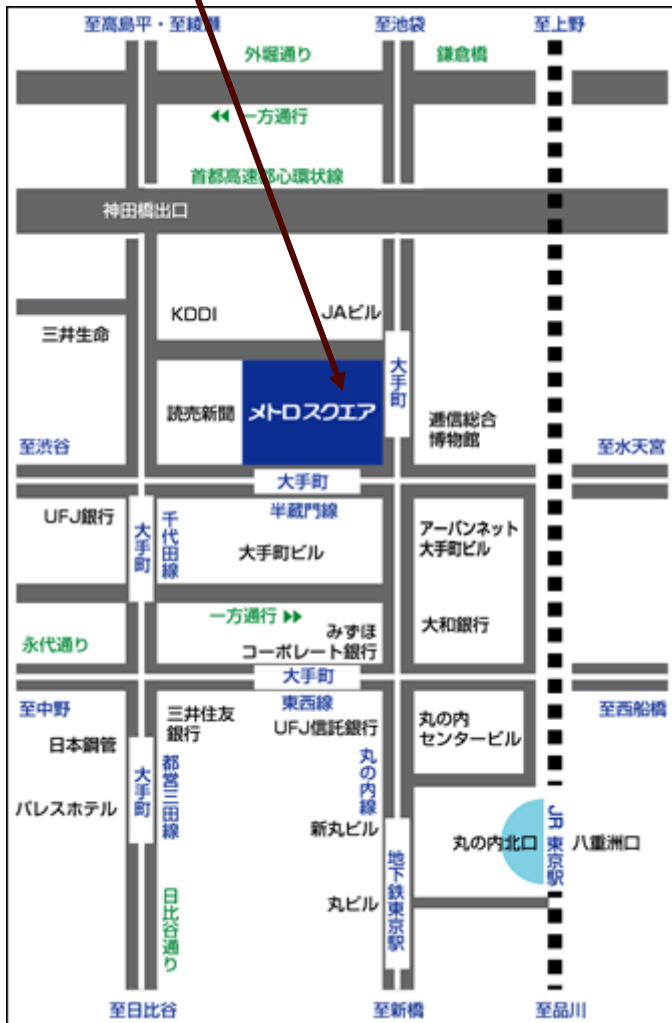 至高島平・至綾瀬
至池袋
至上野
外堀通り
鎌倉橋
一方通行
首都高速都心環状線
神田橋出口
KDDI
JAビル
三井生命
大手町
読売新聞
メトロスクエア
逓信総合
博物館
至渋谷
至水天宮
大手町
半蔵門線
UFJ銀行
大手町
千代田線
大手町ビル
アーバンネット
大手町ビル
一方通行
永代通り
みずほ
コーポレート銀行
大和銀行
大手町
東西線
至中野
至西船橋
三井住友
銀行
UFJ信託銀行
丸の内
センタービル
日本鋼管
大手町
都営三田線
丸の内線
パレスホテル
新丸ビル
丸の内北口
JR東京駅
八重洲口
地下鉄東京駅
丸ビル
日比谷通り
至日比谷
至新橋
至品川